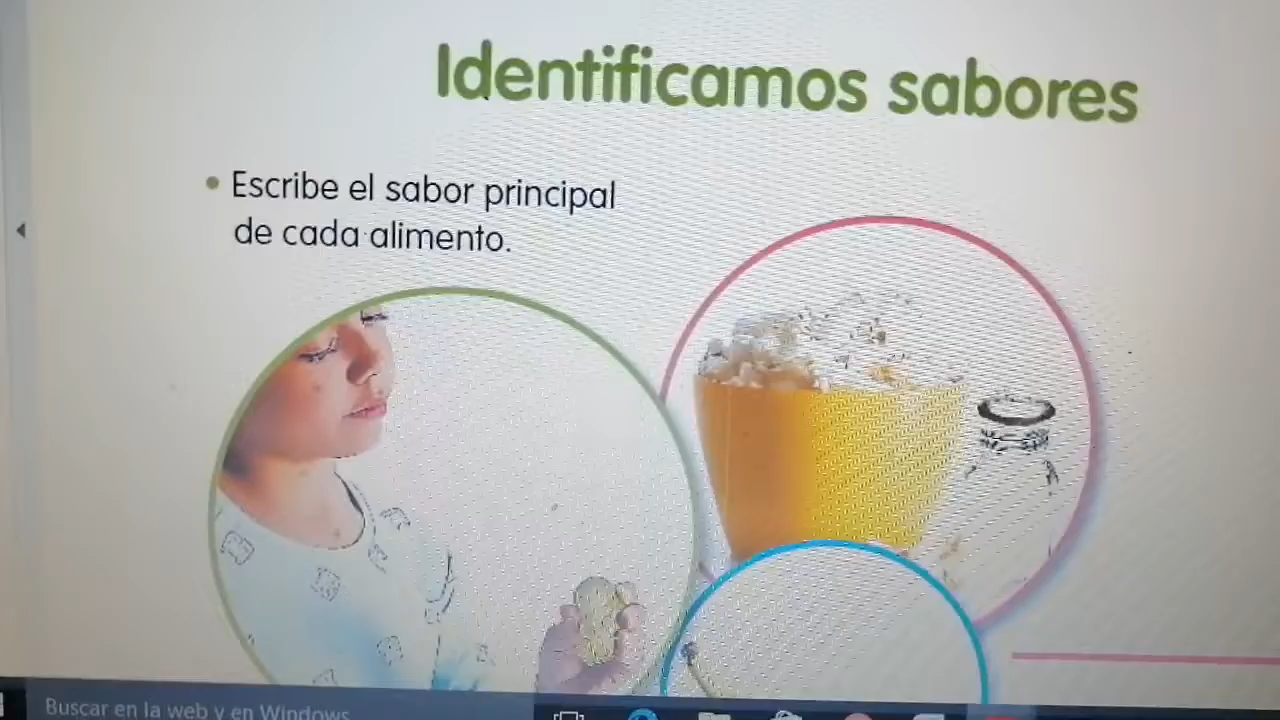 Identificamos sabores
• Escribe el sabor principal
de cada alimento.
Buscar en la web y en Windows